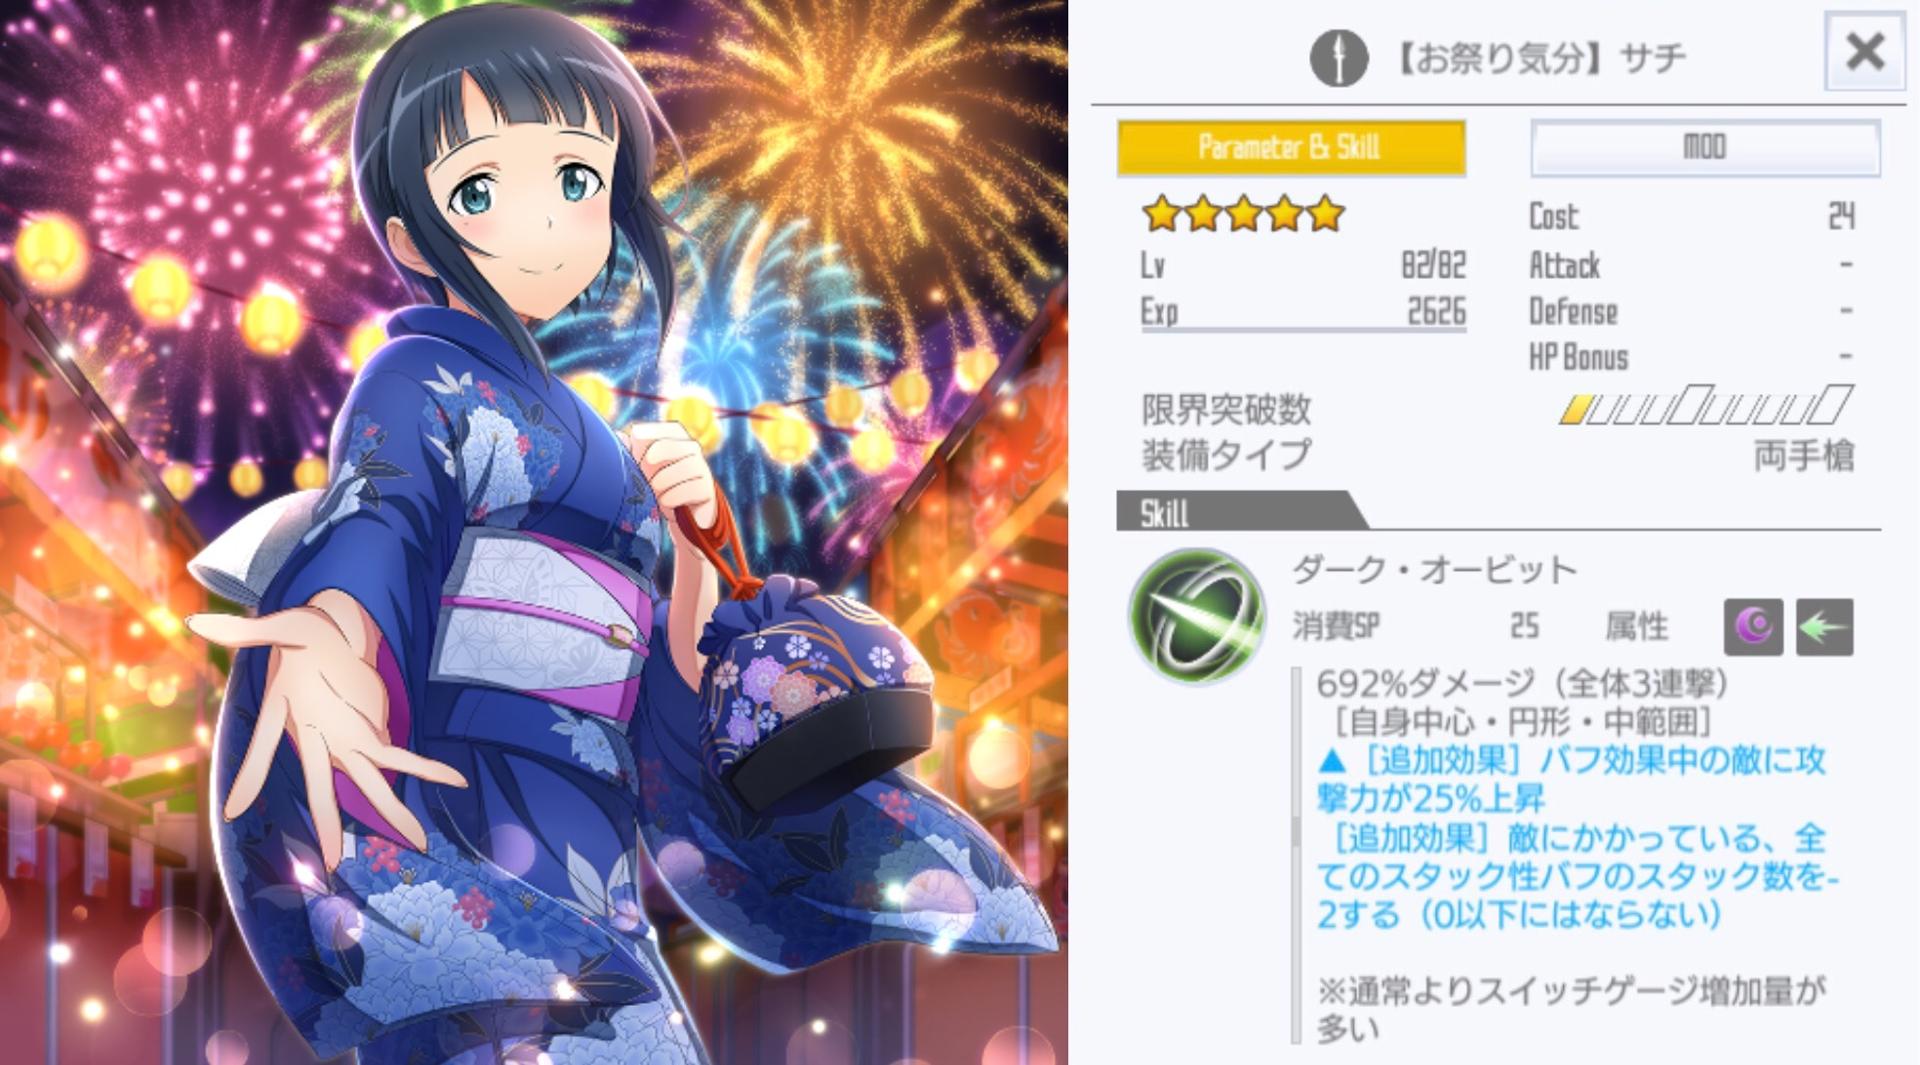 【お祭り気分】サチ
Parameter & Skill
MOD
Cost 24
Lv 82/82
Attack -
Exp 2626
Defense -
HP Bonus -
限界突破数
装備タイプ 両手槍
Skill
ダーク・オービット
消費SP 25 属性
692%ダメージ（全体3連撃）
［自身中心・円形・中範囲］
▲［追加効果］バフ効果中の敵に攻
撃力が25%上昇
［追加効果］敵にかかっている、全
てのスタック性バフのスタック数を-
2する（0以下にはならない）
※通常よりスイッチゲージ増加量が
多い